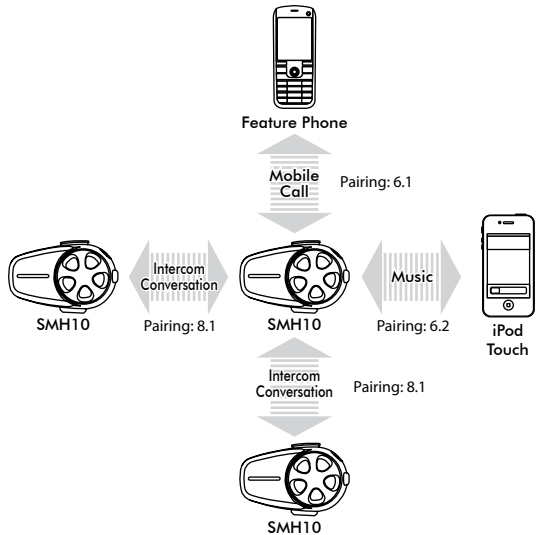 Feature Phone
Mobile
Call
Pairing: 6.1
Intercom
Conversation
Music
SMH10
Pairing: 8.1
SMH10
Pairing: 6.2
iPod
Touch
Intercom
Conversation
Pairing: 8.1
SMH10